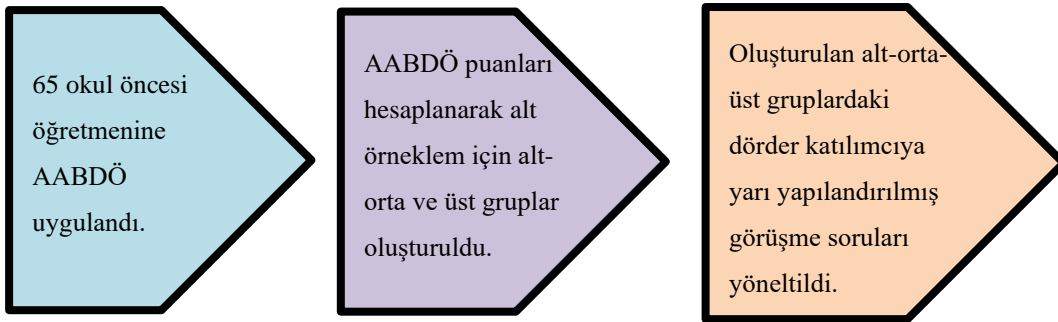 65 okul öncesi
öğretmenine
AABDÖ
uygulandı.
AABDÖ puanları
hesaplanarak alt
örneklem için alt-
orta ve üst gruplar
oluşturuldu.
Oluşturulan alt-orta-
üst gruplardaki
dörder katılımcıya
yarı yapılandırılmış
görüşme soruları
yöneltildi.